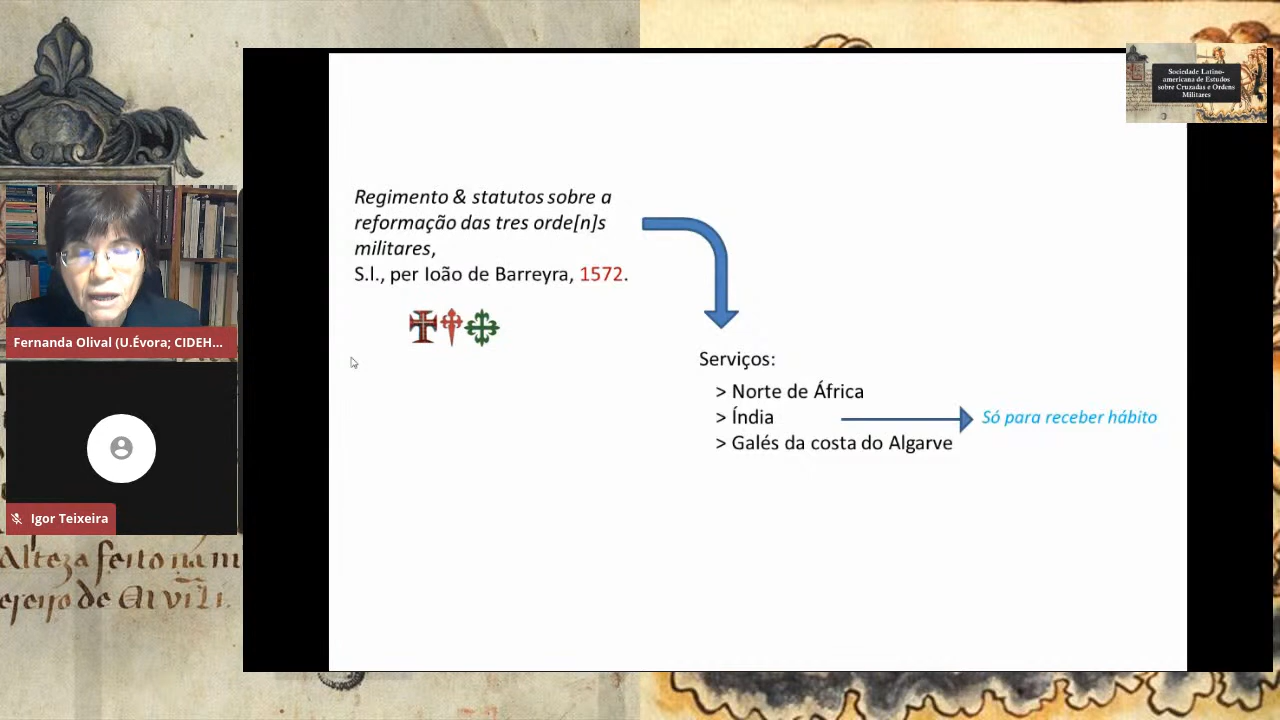 Sociedade Latino-
americana de Estudos
sobre Cruzadas e Ordens
Militares
Regimento & statutos sobre a
reformação das tres orde[n]s
militares,
S.l., per Ioão de Barreyra, 1572.
Serviços:
> Norte de África
> Índia
Só para receber hábito
> Galés da costa do Algarve
Fernanda Olival (U.Évora; CIDEH...
Igor Teixeira
Alteza feito